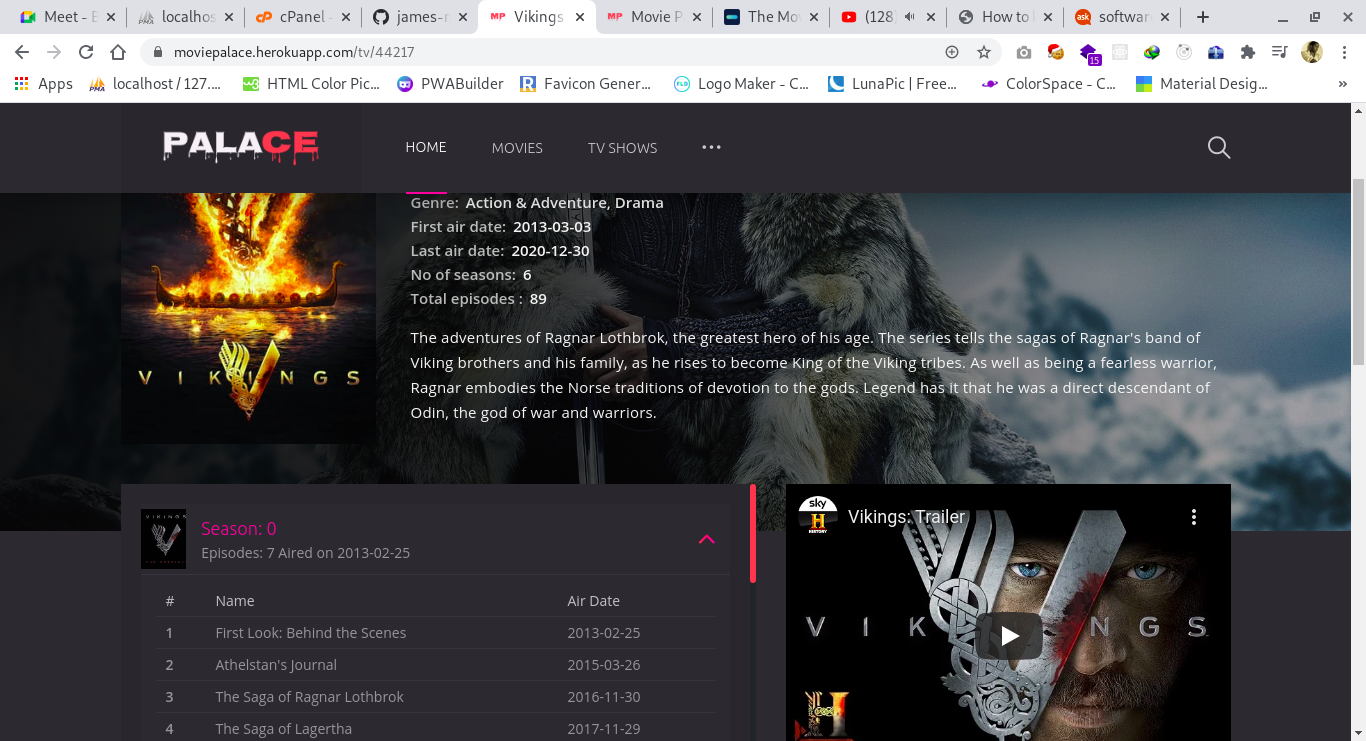 Meet - E
localhos
cPanel -
james-r
MP Vikings
MP Movie P
The Mov
(128
How to
ask softwar
moviepalace.herokuapp.com/tv/44217
15
Apps
PMA localhost / 127....
HTML Color Pic...
PWABuilder
Favicon Gener...
Logo Maker - C...
LunaPic | Free...
ColorSpace - C...
Material Desig...
»
PALACE
HOME
MOVIES
TV SHOWS
Genre: Action & Adventure, Drama
First air date: 2013-03-03
Last air date: 2020-12-30
No of seasons: 6
Total episodes : 89
The adventures of Ragnar Lothbrok, the greatest hero of his age. The series tells the sagas of Ragnar's band of
Viking brothers and his family, as he rises to become King of the Viking tribes. As well as being a fearless warrior,
Ragnar embodies the Norse traditions of devotion to the gods. Legend has it that he was a direct descendant of
Odin, the god of war and warriors.
VIKINGS
VIKINGS
Season: 0
Episodes: 7 Aired on 2013-02-25
# Name Air Date
1 First Look: Behind the Scenes 2013-02-25
2 Athelstan's Journal 2015-03-26
3 The Saga of Ragnar Lothbrok 2016-11-30
4 The Saga of Lagertha 2017-11-29
sky
H
HISTORY
Vikings: Trailer
VIKINGS
H